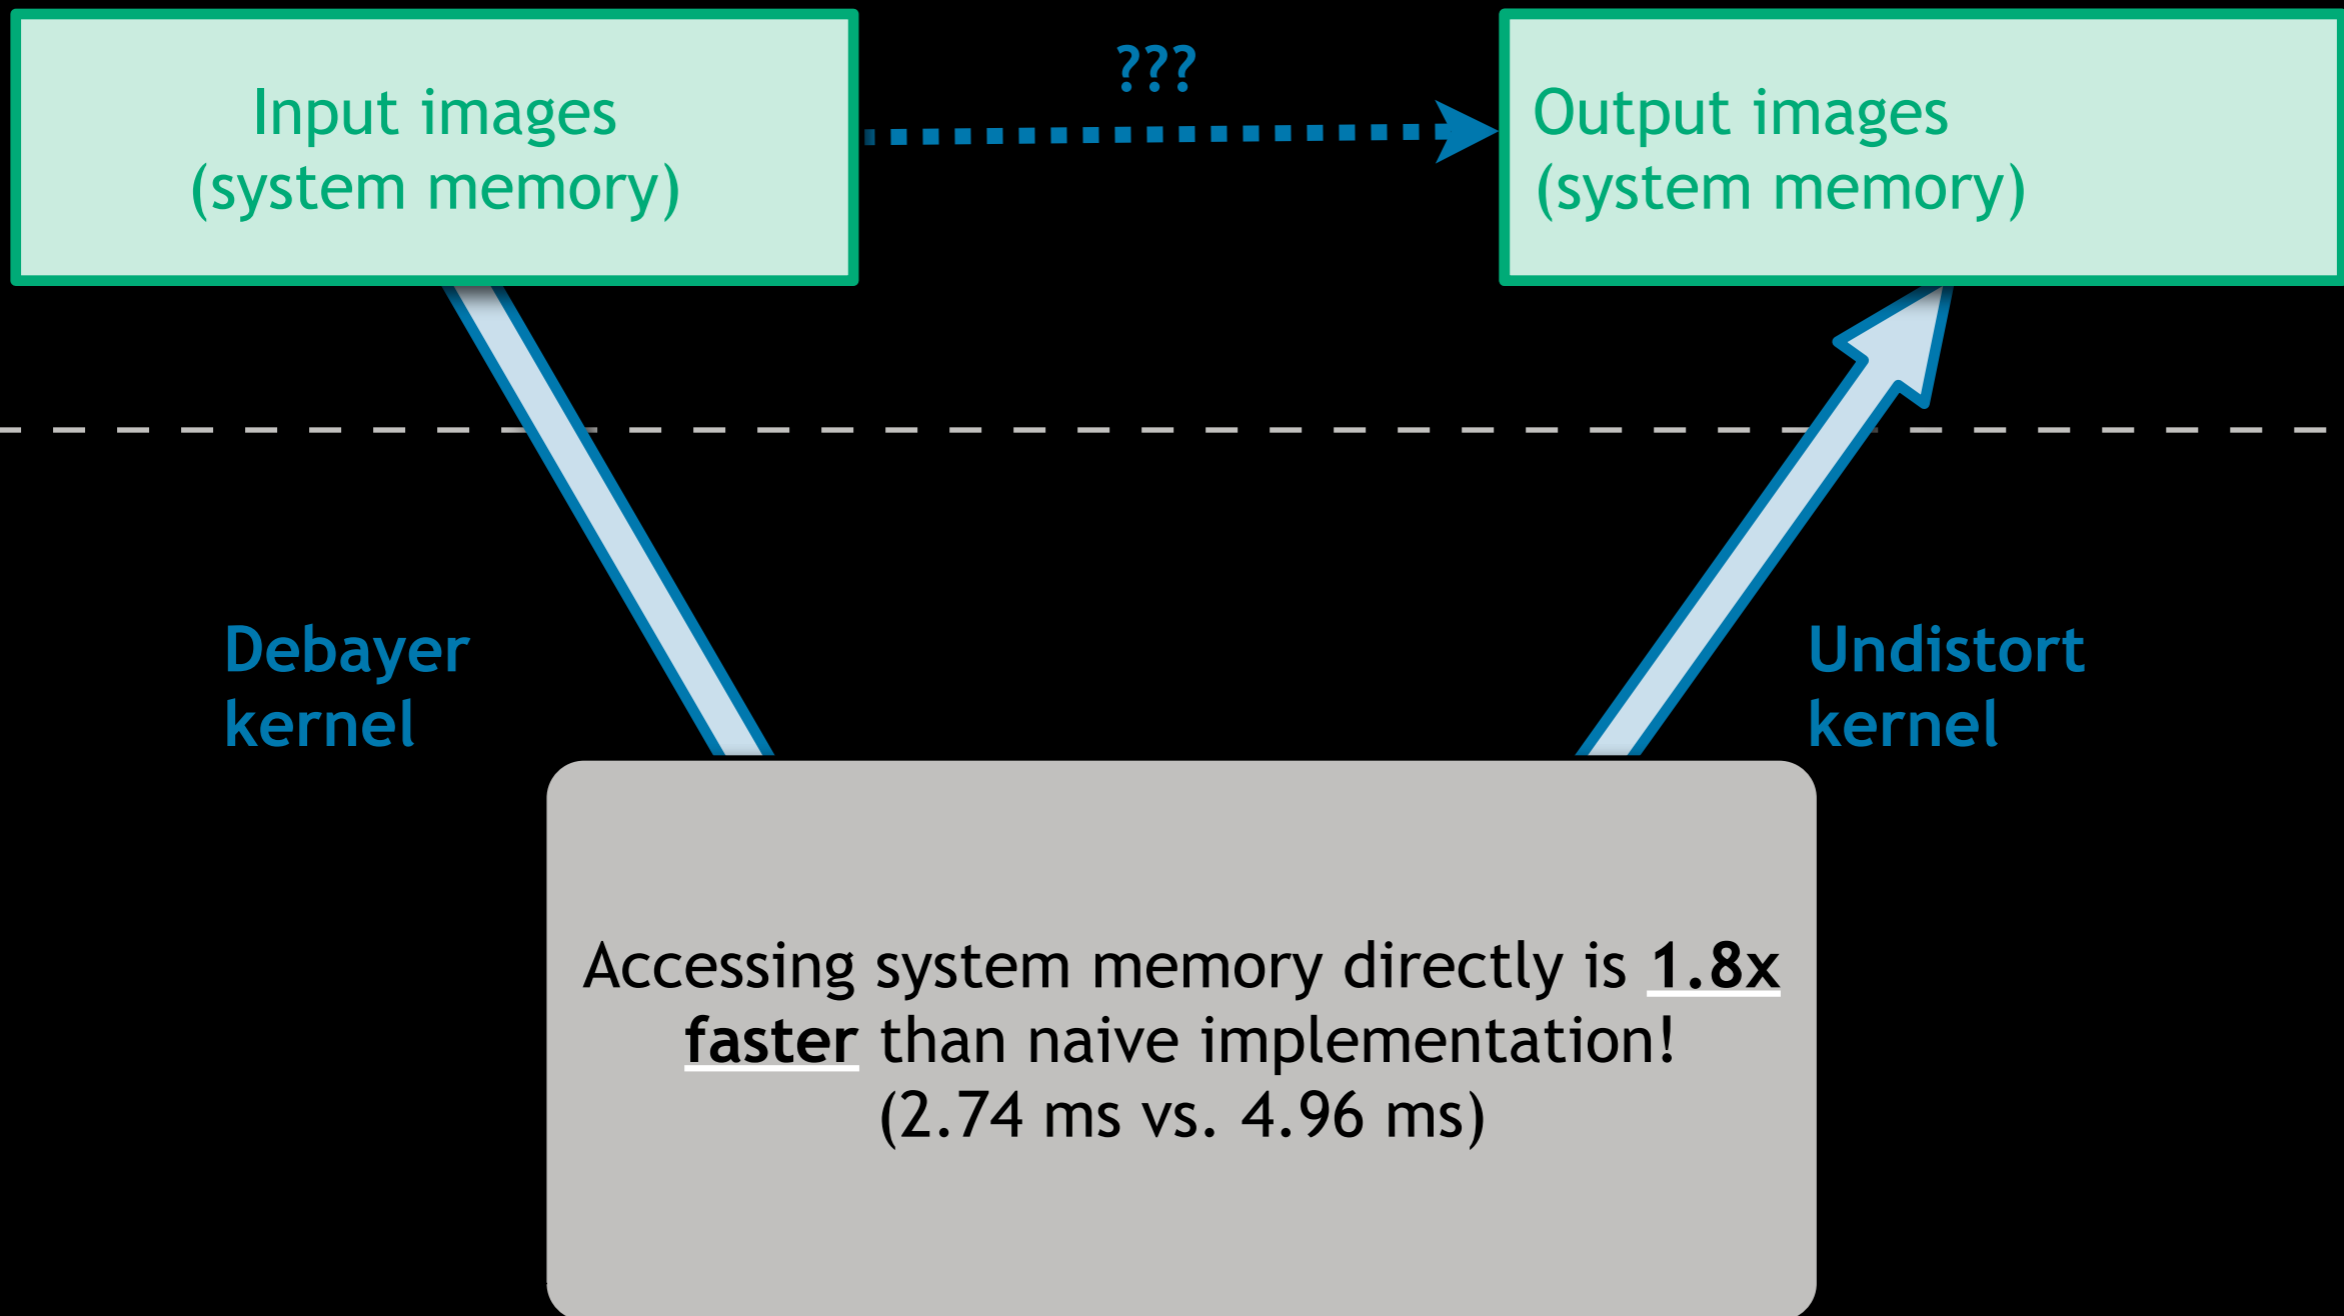 Input images
(system memory)
???
Output images
(system memory)
Debayer
kernel
Undistort
kernel
Accessing system memory directly is 1.8x
faster than naive implementation!
(2.74 ms vs. 4.96 ms)